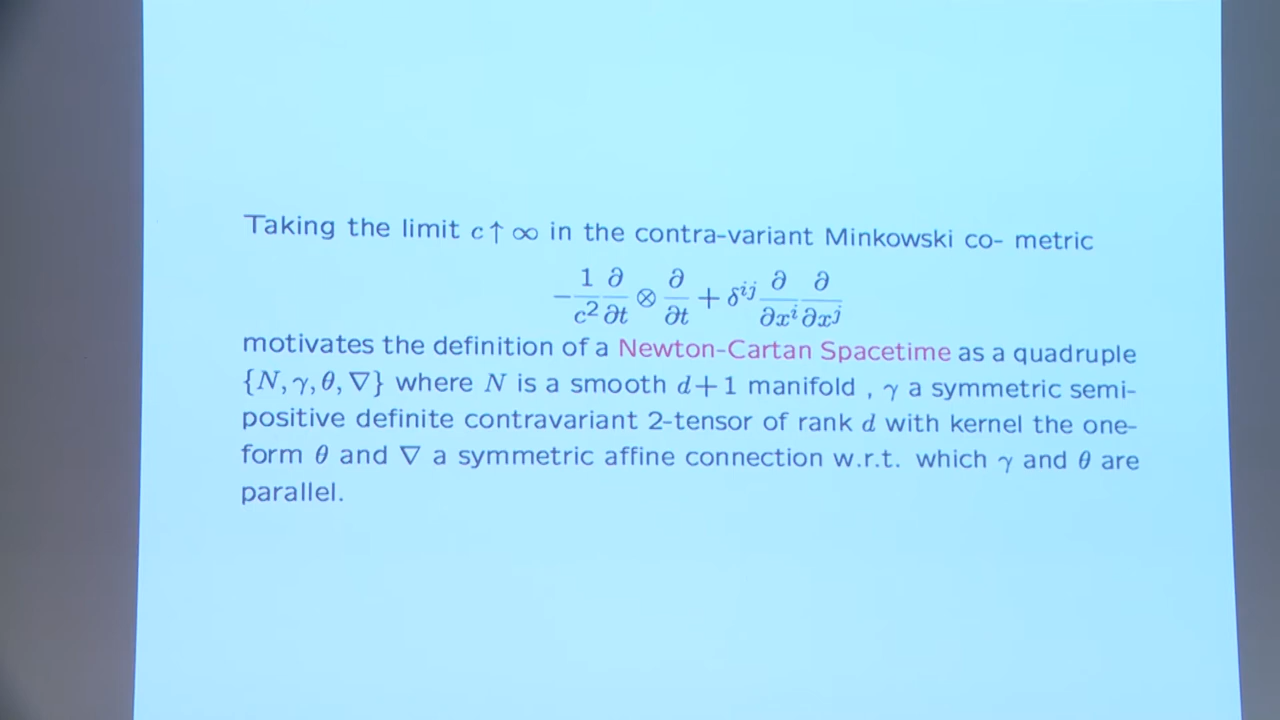 Taking the limit c ↑ ∞ in the contra-variant Minkowski co- metric
− 1/c² ∂/∂t ⊗ ∂/∂t + δ^{ij} ∂/∂x^i ∂/∂x^j
motivates the definition of a Newton-Cartan Spacetime as a quadruple
{N, γ, θ, ∇} where N is a smooth d+1 manifold , γ a symmetric semi-
positive definite contravariant 2-tensor of rank d with kernel the one-
form θ and ∇ a symmetric affine connection w.r.t. which γ and θ are
parallel.